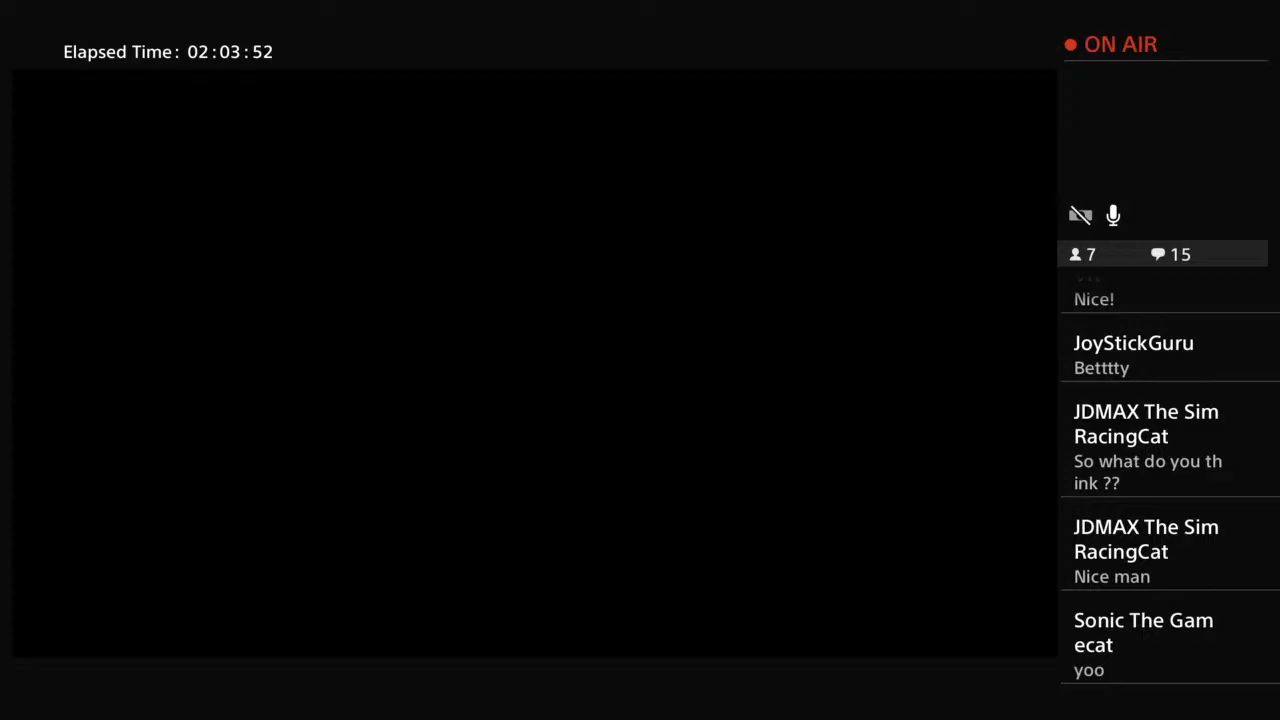 Elapsed Time: 02:03:52
ON AIR
7
15
Nice!
JoyStickGuru
Betttty
JDMAX The Sim
RacingCat
So what do you th
ink ??
JDMAX The Sim
RacingCat
Nice man
Sonic The Gam
ecat
yoo